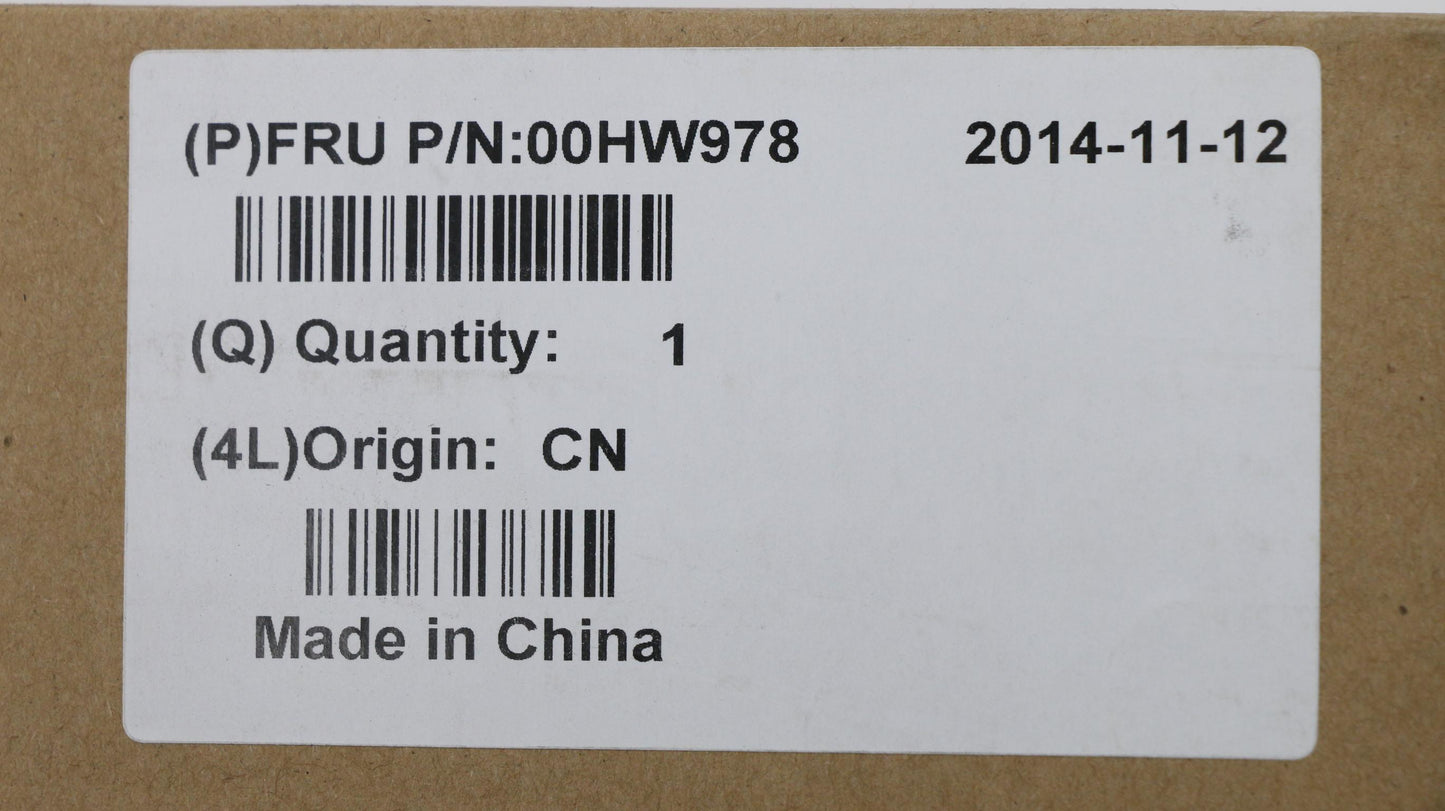 (P)FRU P/N:00HW978 2014-11-12
(Q) Quantity: 1
(4L)Origin: CN
Made in China